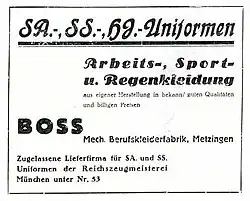 SA.-, SS.-, HJ.-Uniformen
Arbeits-, Sport-
u. Regenkleidung
aus eigener Herstellung in bekannt guten Qualitäten
und billigen Preisen
BOSS
Mech. Berufskleiderfabrik, Metzingen
Zugelassene Lieferfirma für SA. und SS.
Uniformen der Reichszeugmeisterei
München unter Nr. 53